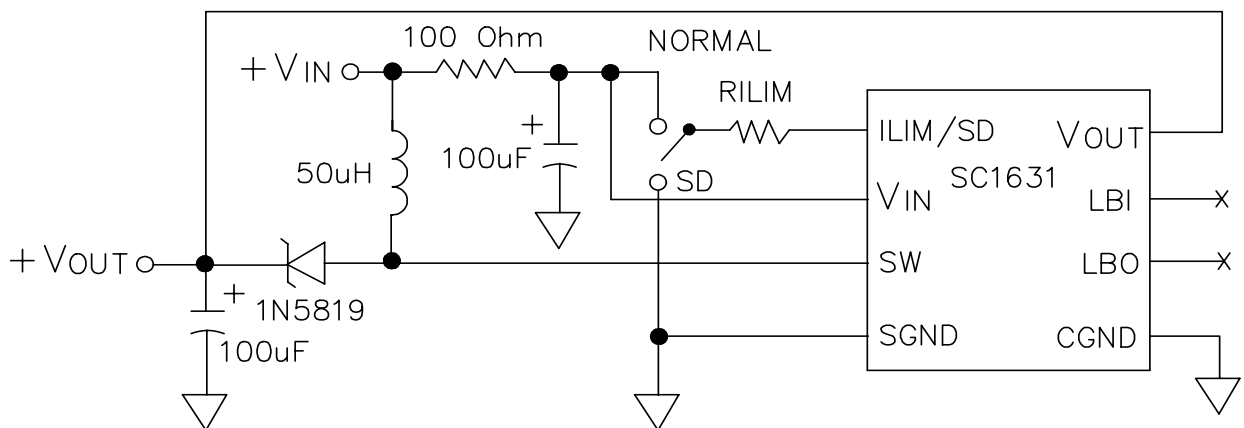 100 Ohm
NORMAL
+ VIN
RILIM
+
100uF
50uH
SD
ILIM/SD
VOUT
SC1631
VIN
LBI
+ VOUT
SW
LBO
+
1N5819
100uF
SGND
CGND